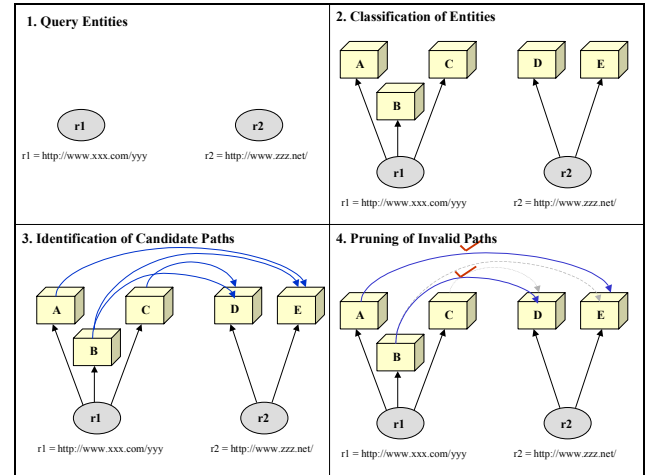 1. Query Entities
r1
r2
r1 = http://www.xxx.com/yyy
r2 = http://www.zzz.net/
2. Classification of Entities
A
C
D
E
B
r1
r2
r1 = http://www.xxx.com/yyy
r2 = http://www.zzz.net/
3. Identification of Candidate Paths
A
C
D
E
B
r1
r2
r1 = http://www.xxx.com/yyy
r2 = http://www.zzz.net/
4. Pruning of Invalid Paths
A
C
D
E
B
r1
r2
r1 = http://www.xxx.com/yyy
r2 = http://www.zzz.net/